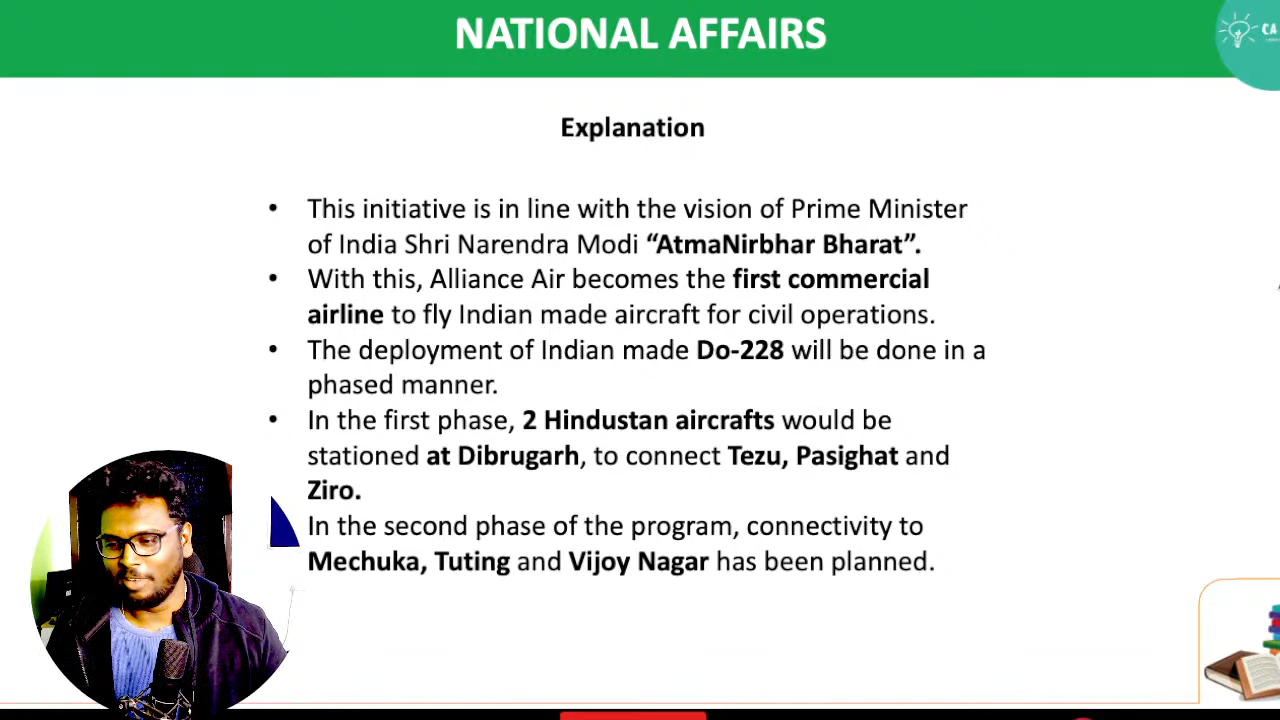 NATIONAL AFFAIRS
CA
Explanation
• This initiative is in line with the vision of Prime Minister
of India Shri Narendra Modi “AtmaNirbhar Bharat”.
• With this, Alliance Air becomes the first commercial
airline to fly Indian made aircraft for civil operations.
• The deployment of Indian made Do-228 will be done in a
phased manner.
• In the first phase, 2 Hindustan aircrafts would be
stationed at Dibrugarh, to connect Tezu, Pasighat and
Ziro.
In the second phase of the program, connectivity to
Mechuka, Tuting and Vijoy Nagar has been planned.